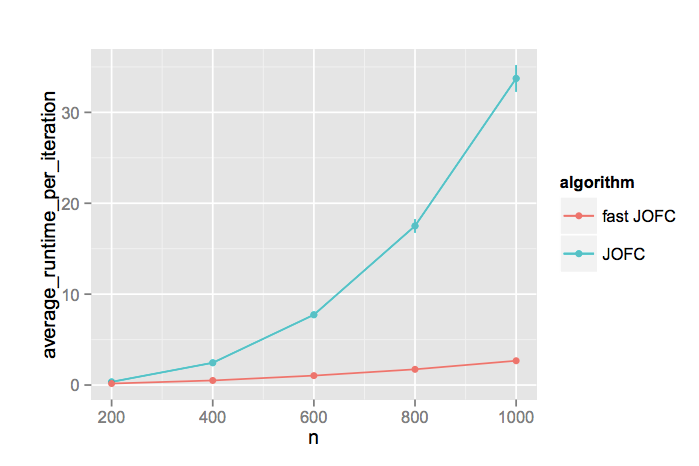 average_runtime_per_iteration
30
20
10
0
200 400 600 800 1000
n
algorithm
fast JOFC
JOFC